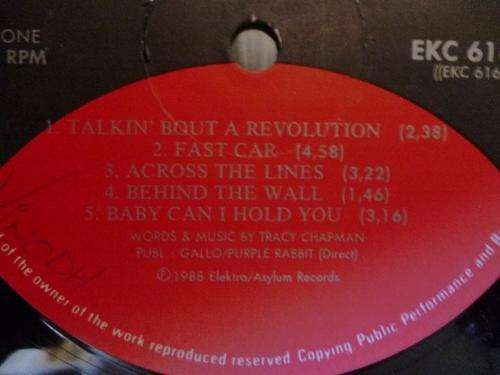 ONE
RPM
EKC 61
((EKC 616
1. TALKIN' BOUT A REVOLUTION (2,38)
2. FAST CAR (4,58)
3. ACROSS THE LINES (3,22)
4. BEHIND THE WALL (1,46)
5. BABY CAN I HOLD YOU (3,16)
WORDS & MUSIC BY TRACY CHAPMAN
PUBL.: GALLO/PURPLE RABBIT (Direct)
℗1988 Elektra/Asylum Records.
of the owner of the work reproduced reserved Copying, Public Performance and